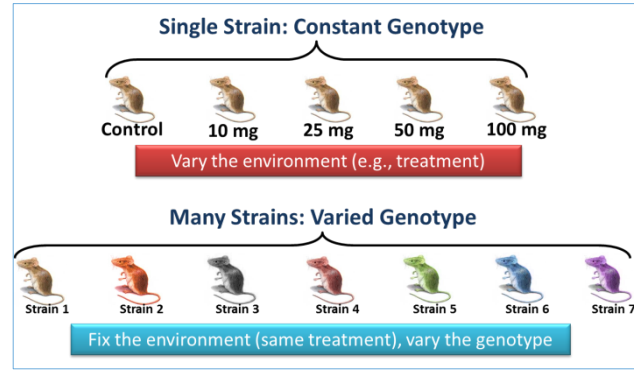 Single Strain: Constant Genotype
Control 10 mg 25 mg 50 mg 100 mg
Vary the environment (e.g., treatment)
Many Strains: Varied Genotype
Strain 1 Strain 2 Strain 3 Strain 4 Strain 5 Strain 6 Strain 7
Fix the environment (same treatment), vary the genotype